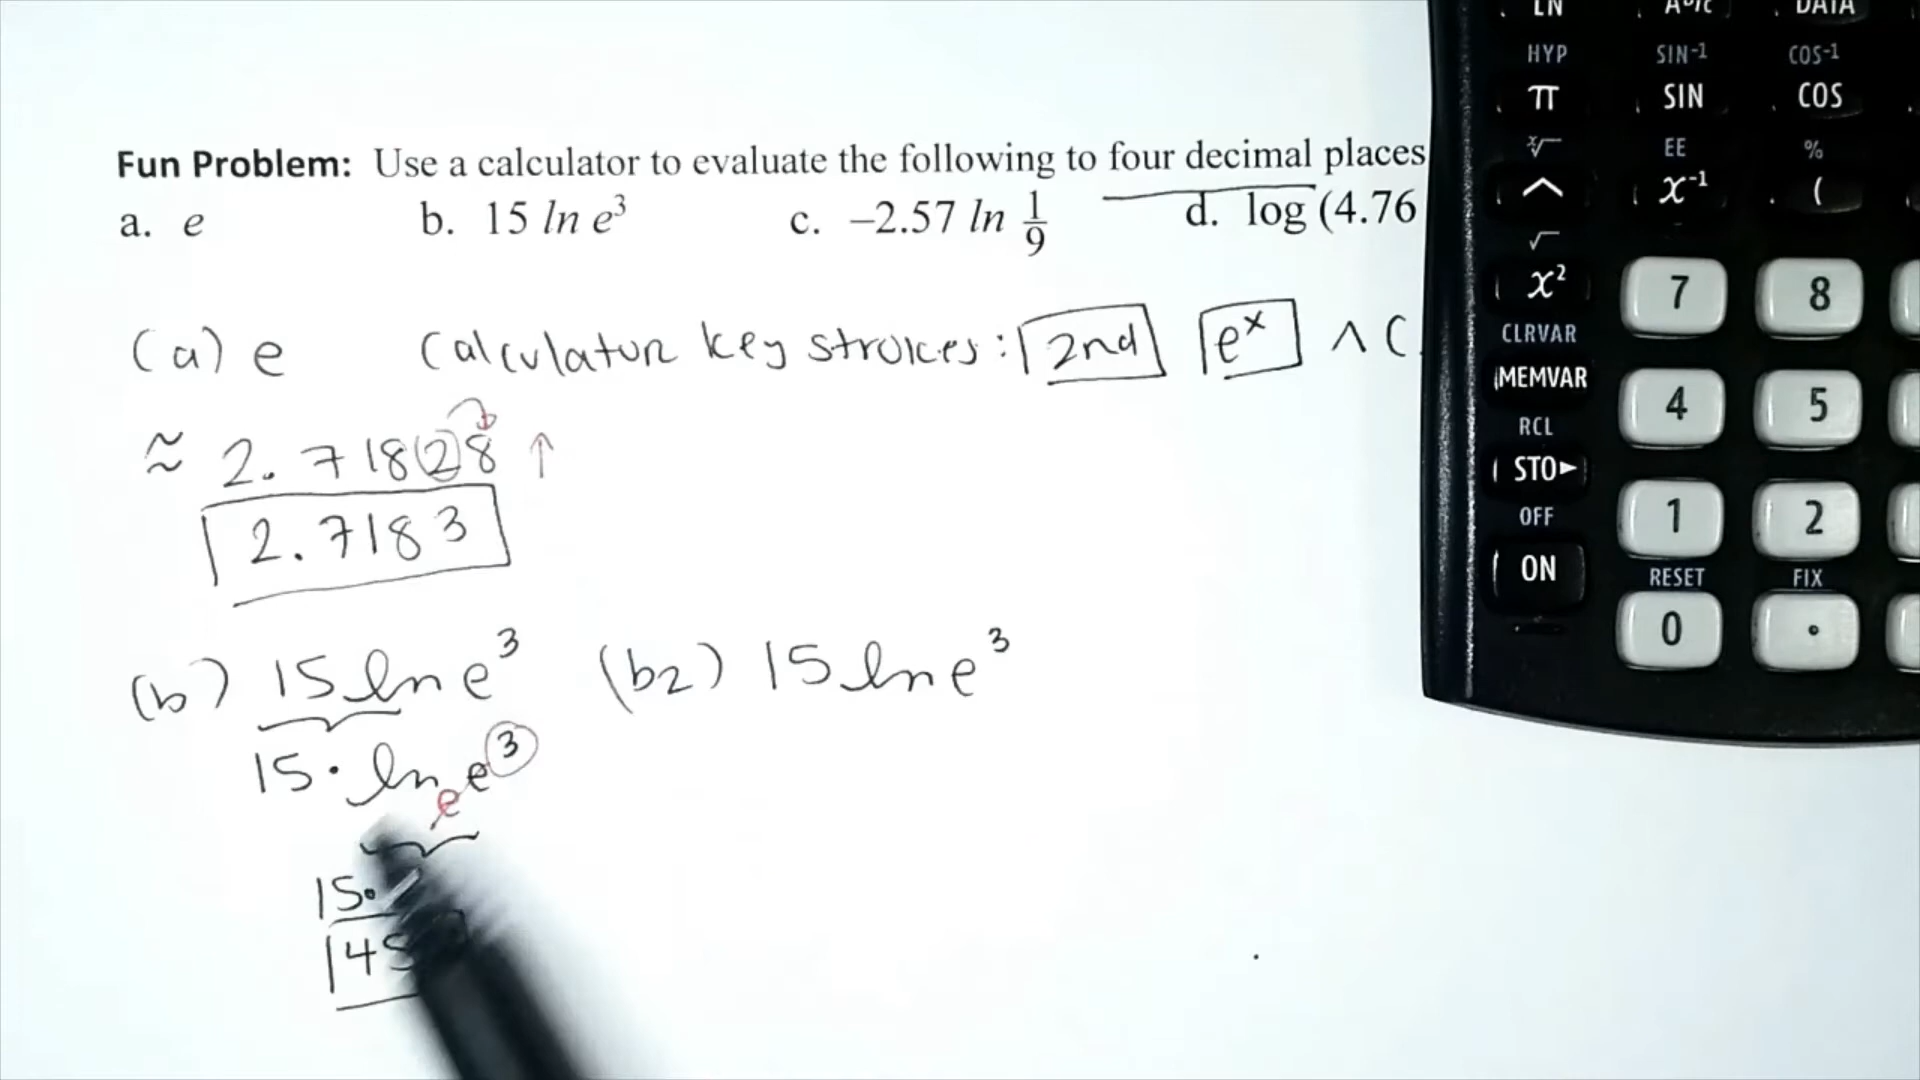 Fun Problem: Use a calculator to evaluate the following to four decimal places
a. e b. 15 ln e³ c. –2.57 ln 1/9 d. log (4.76
(a) e Calculator key strokes: 2nd eˣ ^ (
≈ 2.71828 ↑
2.7183
(b) 15 ln e³ (b2) 15 ln e³
15 · lnₑ e³
15 ·
45
LN A b/c DATA
HYP SIN⁻¹ COS⁻¹
π SIN COS
ˣ√ EE %
^ x⁻¹ (
√
x² 7 8
CLRVAR
MEMVAR 4 5
RCL
STO► 1 2
OFF
ON RESET FIX
0 .